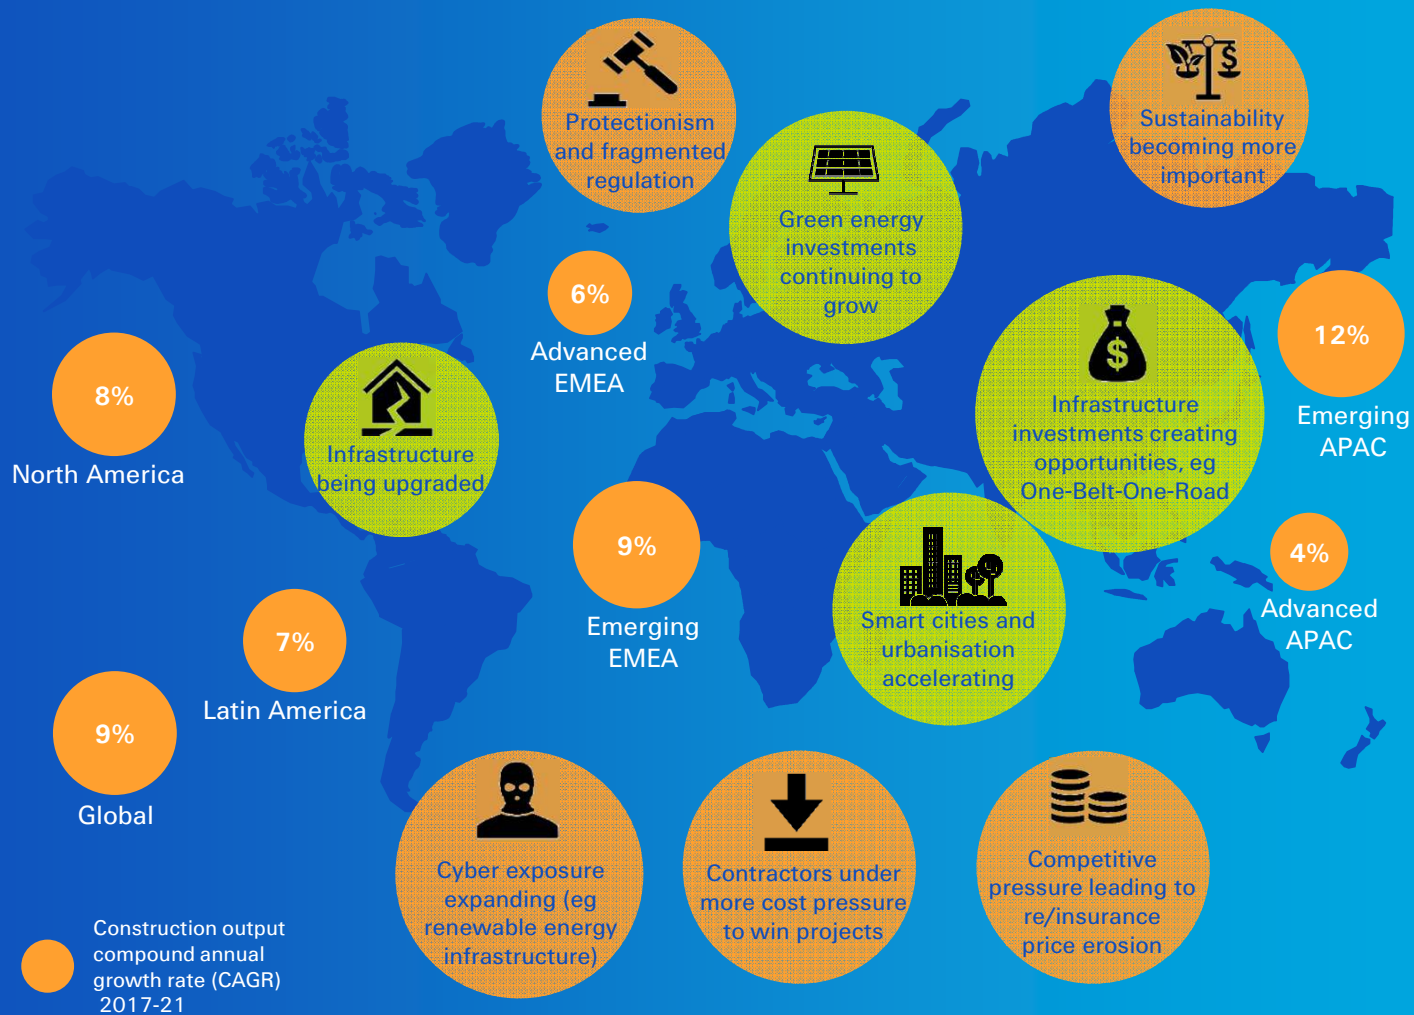 Protectionism
and fragmented
regulation
Sustainability
becoming more
important
Green energy
investments
continuing to
grow
6%
Advanced
EMEA
12%
Emerging
APAC
8%
North America
Infrastructure
being upgraded
$
Infrastructure
investments creating
opportunities, eg
One-Belt-One-Road
9%
Emerging
EMEA
4%
Advanced
APAC
Smart cities and
urbanisation
accelerating
7%
Latin America
9%
Global
Cyber exposure
expanding (eg
renewable energy
infrastructure)
Contractors under
more cost pressure
to win projects
Competitive
pressure leading to
re/insurance
price erosion
Construction output
compound annual
growth rate (CAGR)
2017-21